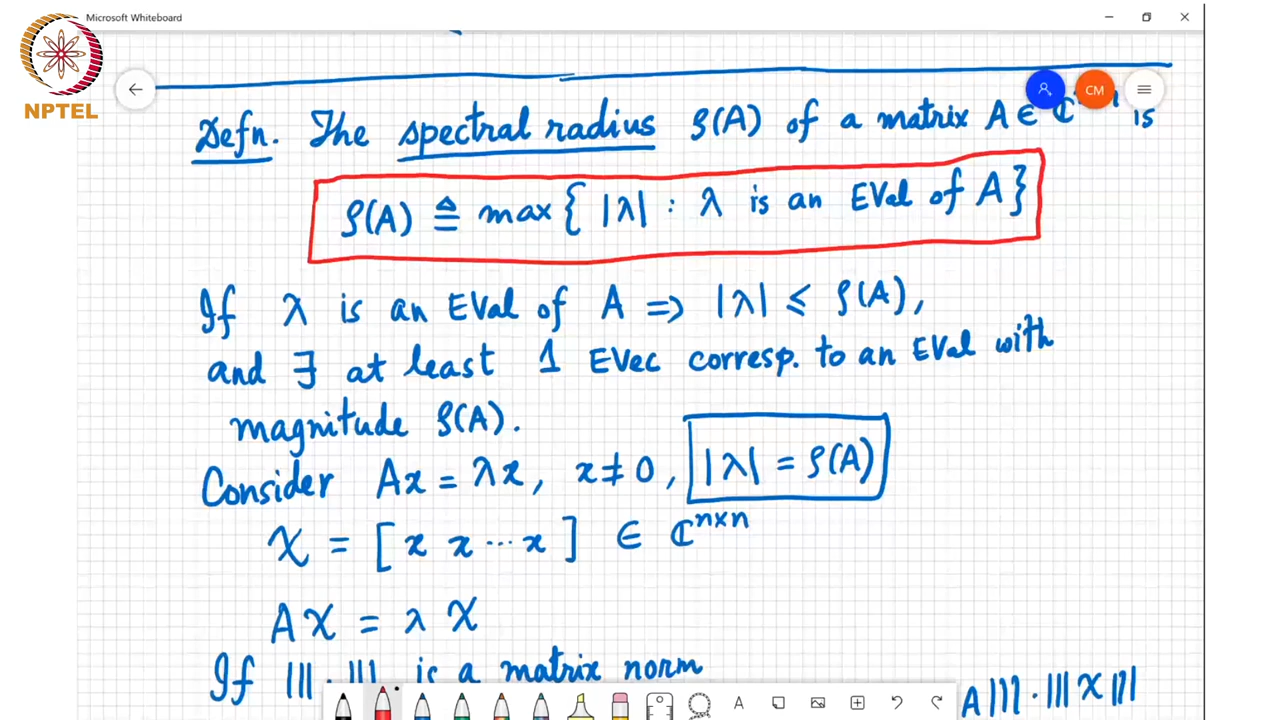 Microsoft Whiteboard
NPTEL
CM
Defn. The spectral radius ρ(A) of a matrix A ∈ ℂ is
ρ(A) ≜ max{ |λ| : λ is an EVal of A }
If λ is an EVal of A ⇒ |λ| ≤ ρ(A),
and ∃ at least 1 EVec corresp. to an EVal with
magnitude ρ(A).
Consider Ax = λx, x ≠ 0, |λ| = ρ(A)
X = [ x x ... x ] ∈ ℂ^{n×n}
AX = λ X
If |||·||| is a matrix norm
A|||·|||X|||